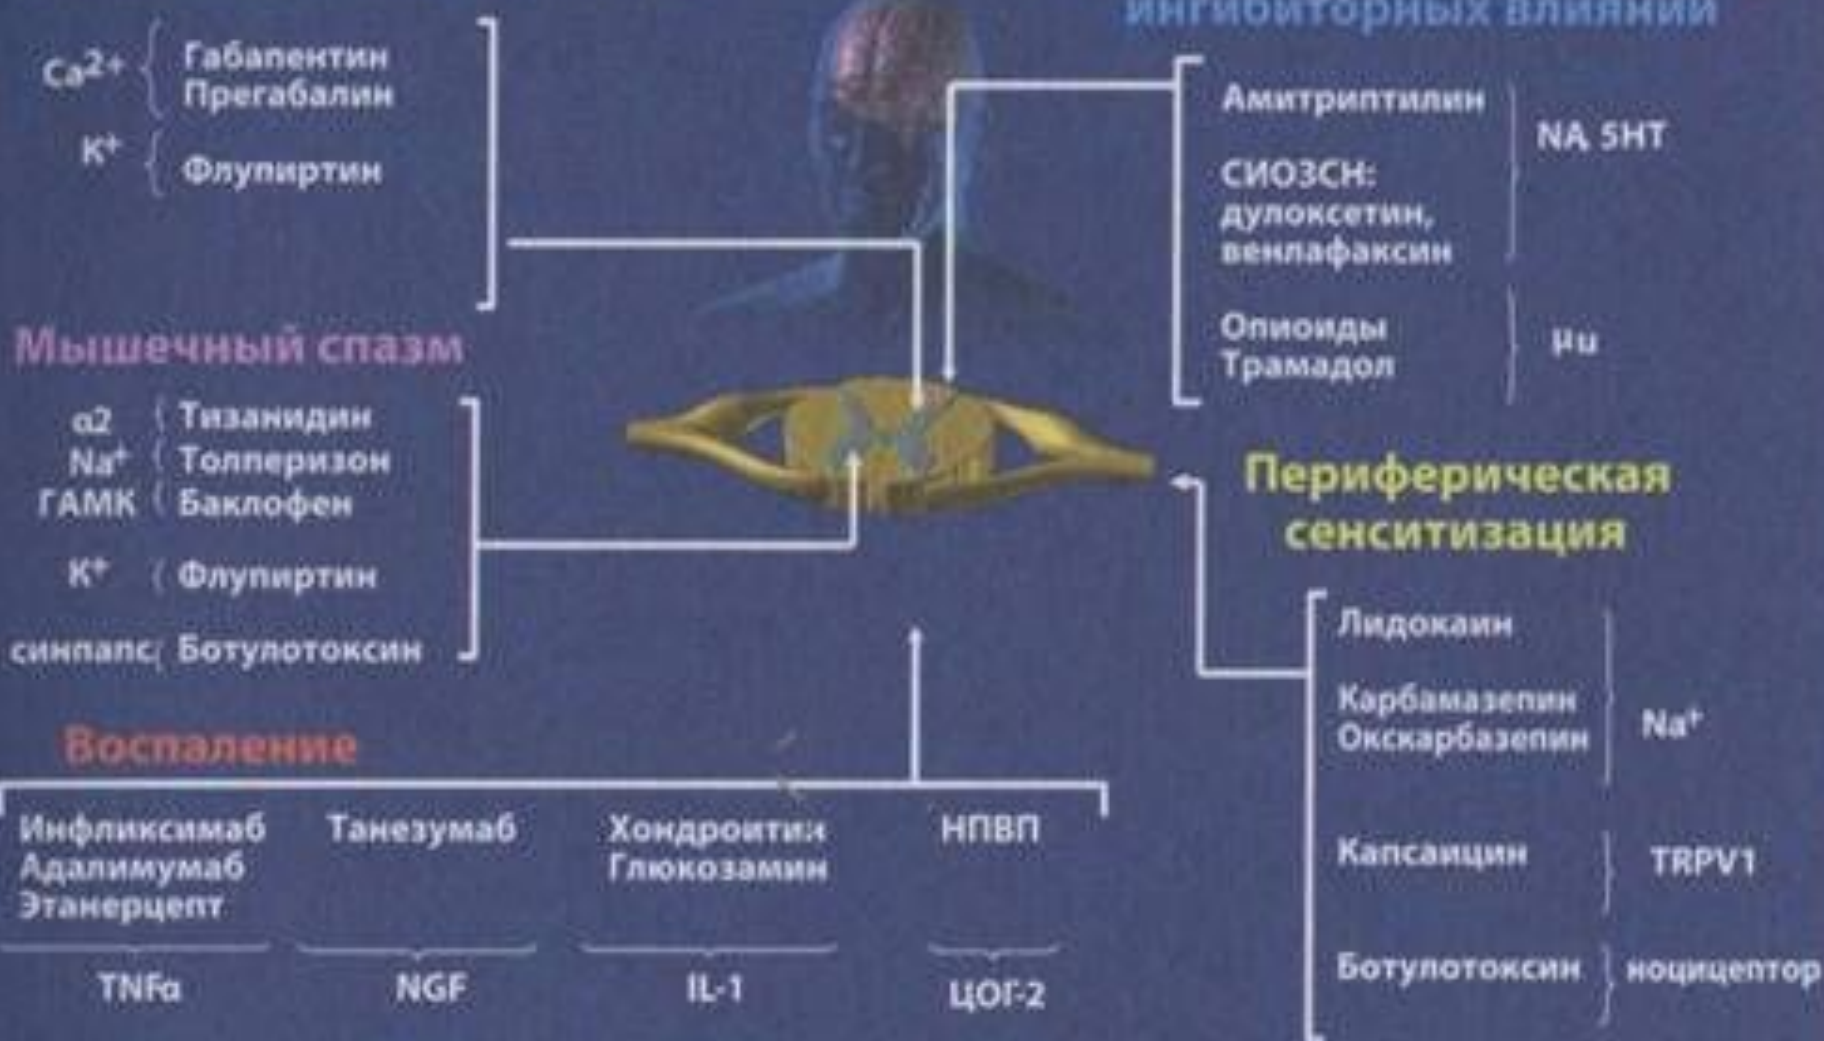 ингибиторных влияний
Ca2+ { Габапентин
Прегабалин
K+ { Флупиртин
Амитриптилин
СИОЗСН:
дулоксетин,
венлафаксин
} NA, 5HT
Опиоиды
Трамадол
} μu
Мышечный спазм
α2 { Тизанидин
Na+ { Толперизон
ГАМК { Баклофен
K+ { Флупиртин
синпапс{ Ботулотоксин
Периферическая
сенситизация
Лидокаин
Карбамазепин
Окскарбазепин
} Na+
Капсаицин } TRPV1
Ботулотоксин } ноцицептор
Воспаление
Инфликсимаб
Адалимумаб
Этанерцепт
TNFα
Танезумаб
NGF
Хондроитин
Глюкозамин
IL-1
НПВП
ЦОГ-2